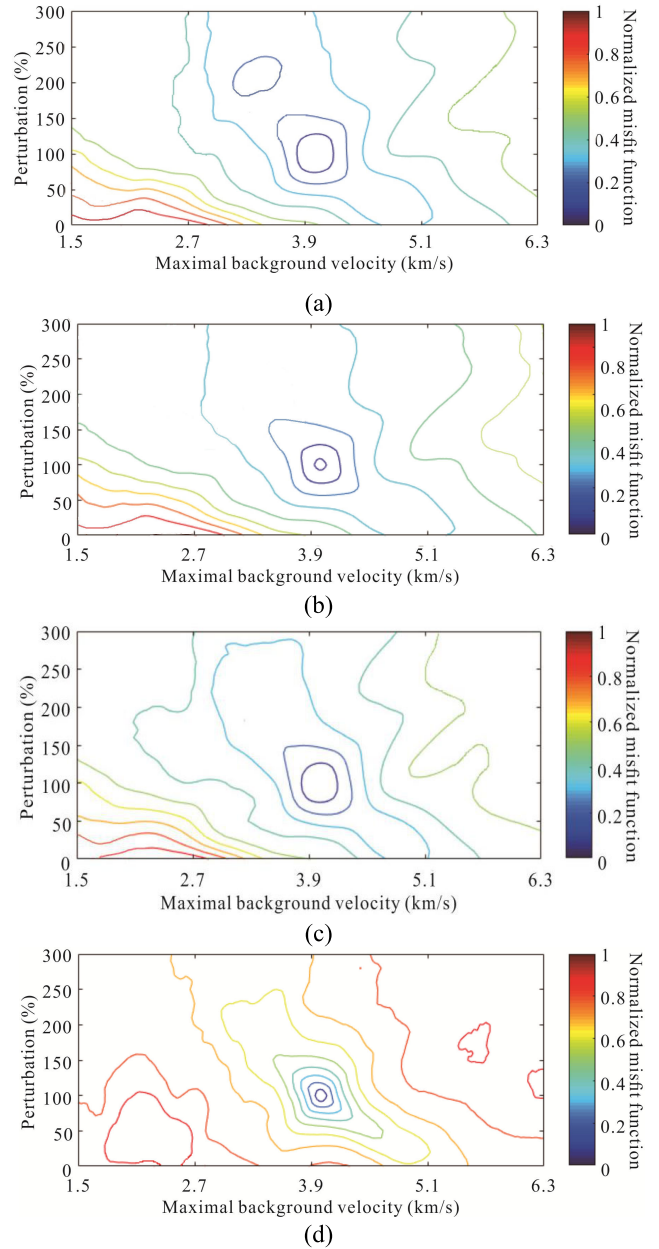 300
250
200
150
100
50
0
Perturbation (%)
1.5 2.7 3.9 5.1 6.3
Maximal background velocity (km/s)
1
0.8
0.6
0.4
0.2
0
Normalized misfit function
(a)
300
250
200
150
100
50
0
Perturbation (%)
1.5 2.7 3.9 5.1 6.3
Maximal background velocity (km/s)
1
0.8
0.6
0.4
0.2
0
Normalized misfit function
(b)
300
250
200
150
100
50
0
Perturbation (%)
1.5 2.7 3.9 5.1 6.3
Maximal background velocity (km/s)
1
0.8
0.6
0.4
0.2
0
Normalized misfit function
(c)
300
250
200
150
100
50
0
Perturbation (%)
1.5 2.7 3.9 5.1 6.3
Maximal background velocity (km/s)
1
0.8
0.6
0.4
0.2
0
Normalized misfit function
(d)